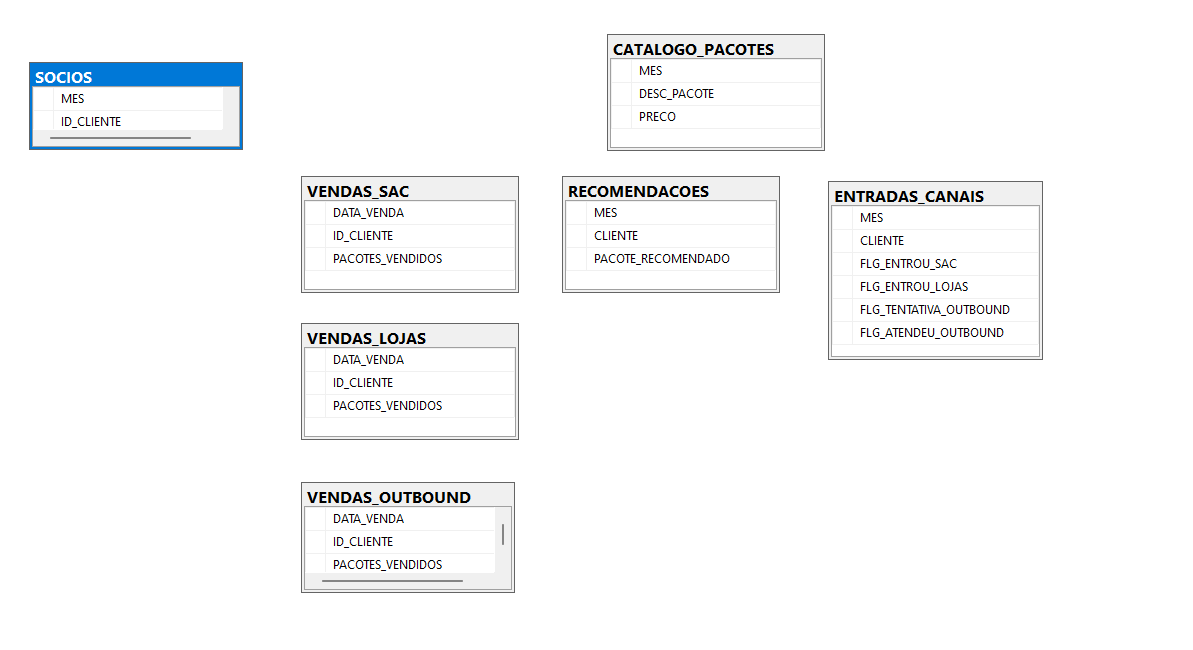 SOCIOS
MES
ID_CLIENTE
CATALOGO_PACOTES
MES
DESC_PACOTE
PRECO
VENDAS_SAC
DATA_VENDA
ID_CLIENTE
PACOTES_VENDIDOS
RECOMENDACOES
MES
CLIENTE
PACOTE_RECOMENDADO
ENTRADAS_CANAIS
MES
CLIENTE
FLG_ENTROU_SAC
FLG_ENTROU_LOJAS
FLG_TENTATIVA_OUTBOUND
FLG_ATENDEU_OUTBOUND
VENDAS_LOJAS
DATA_VENDA
ID_CLIENTE
PACOTES_VENDIDOS
VENDAS_OUTBOUND
DATA_VENDA
ID_CLIENTE
PACOTES_VENDIDOS